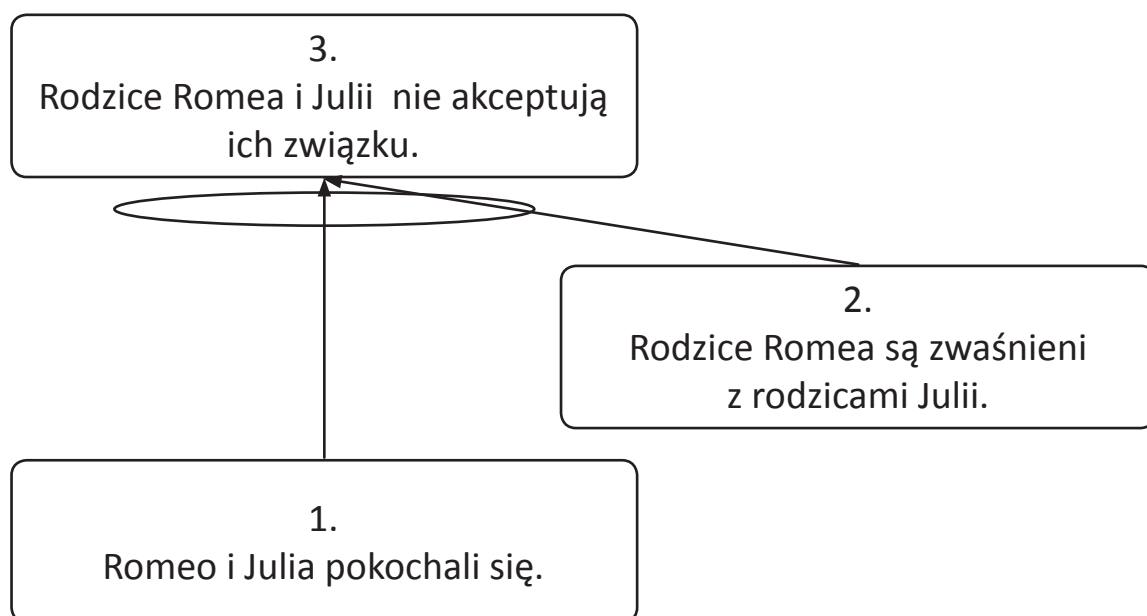 3.
Rodzice Romea i Julii nie akceptują
ich związku.
2.
Rodzice Romea są zwaśnieni
z rodzicami Julii.
1.
Romeo i Julia pokochali się.